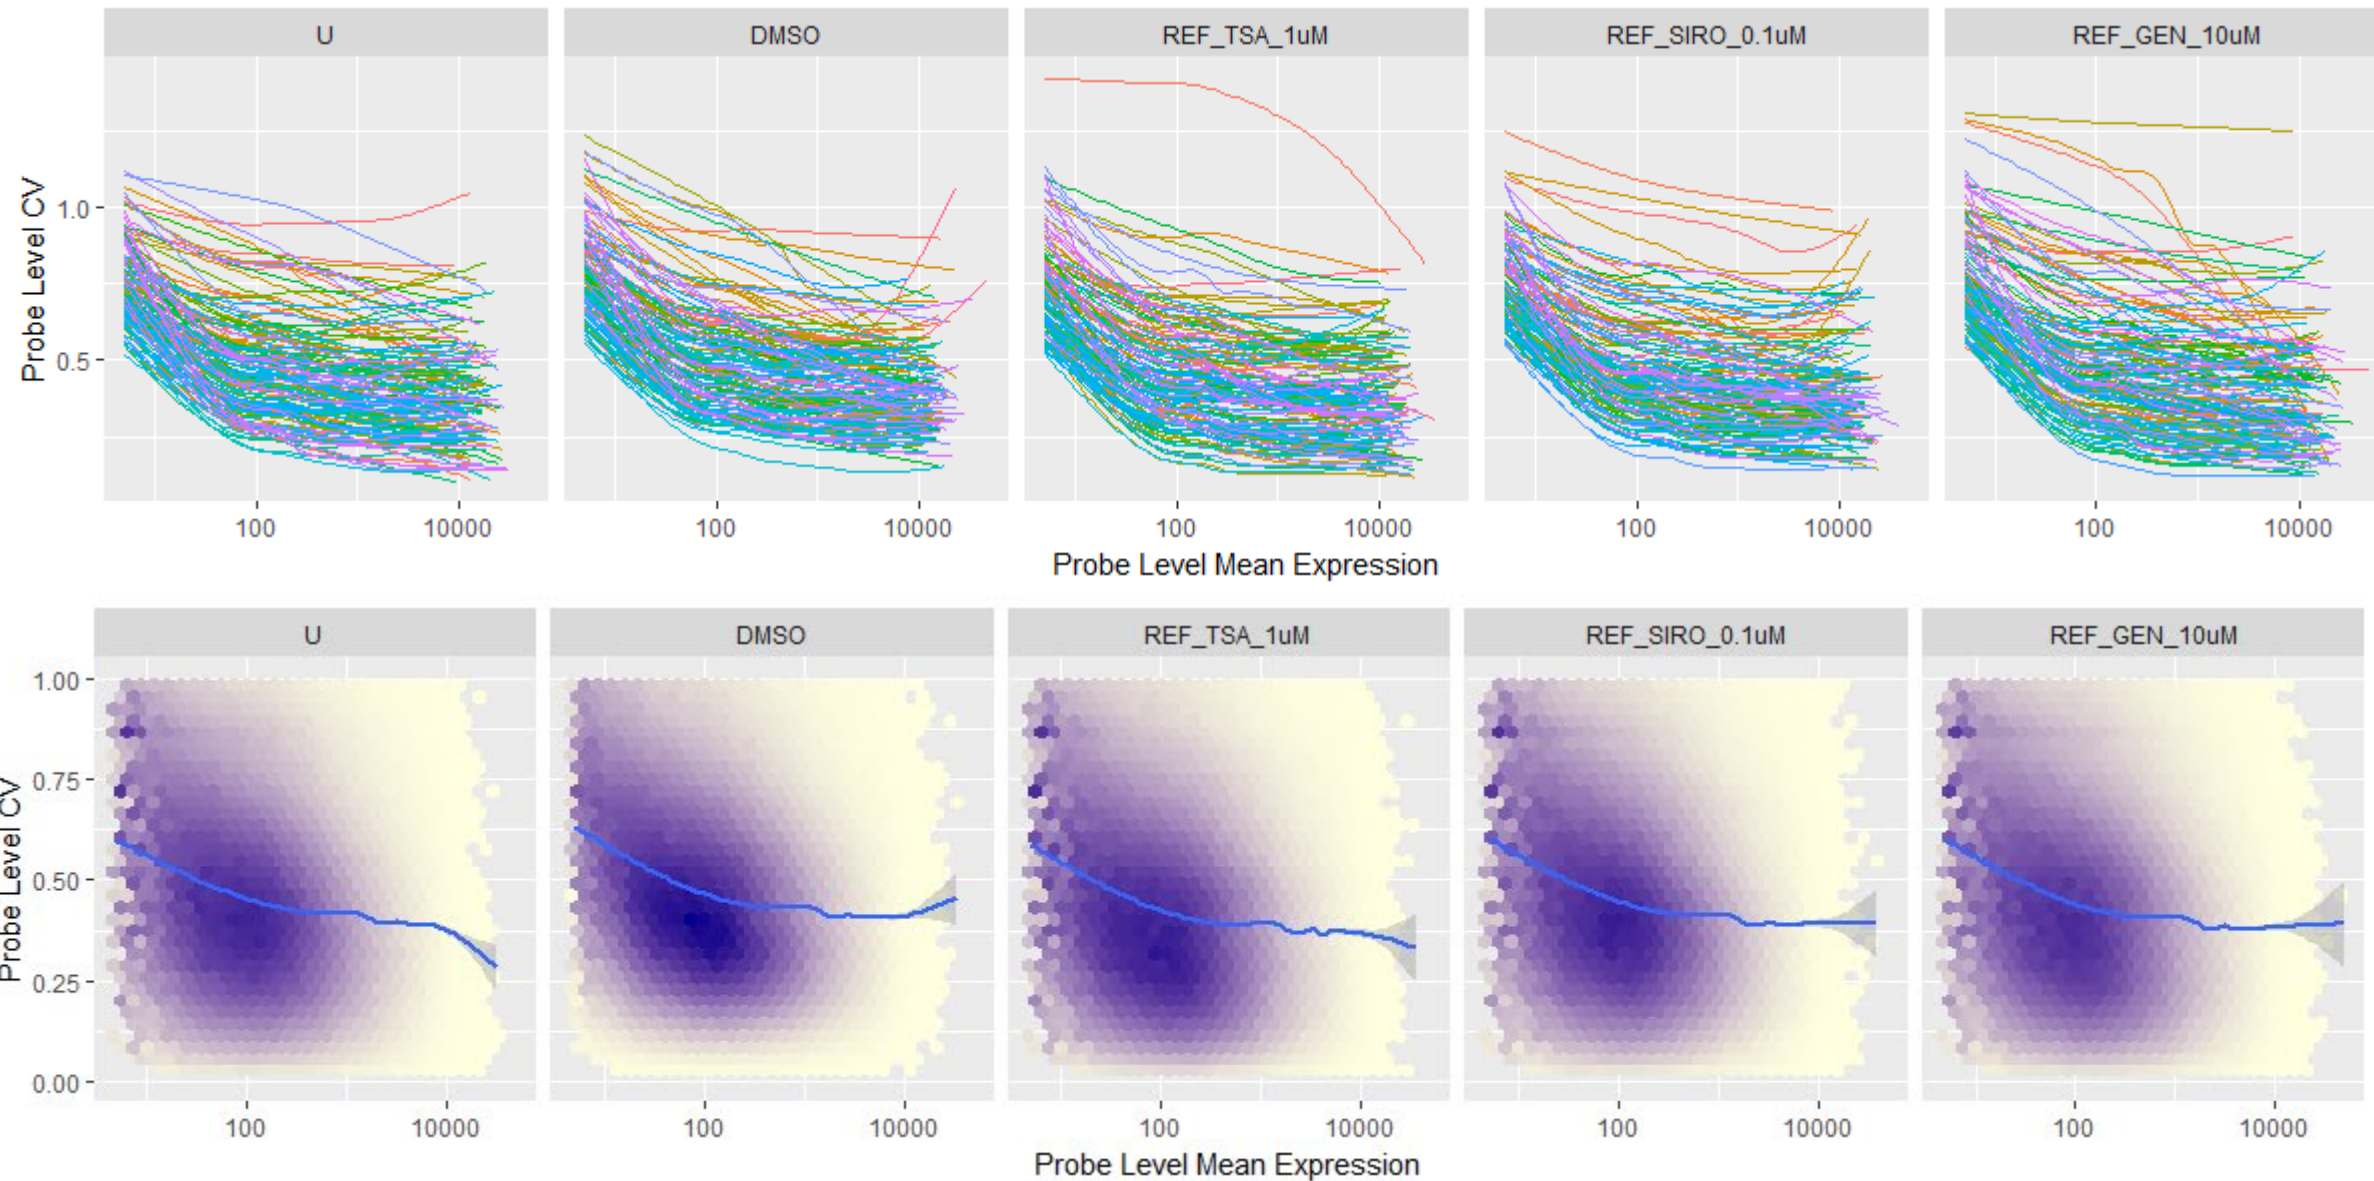 U DMSO REF_TSA_1uM REF_SIRO_0.1uM REF_GEN_10uM
Probe Level CV
1.0
0.5
100 10000 100 10000 100 10000 100 10000 100 10000
Probe Level Mean Expression
U DMSO REF_TSA_1uM REF_SIRO_0.1uM REF_GEN_10uM
Probe Level CV
1.00
0.75
0.50
0.25
0.00
100 10000 100 10000 100 10000 100 10000 100 10000
Probe Level Mean Expression